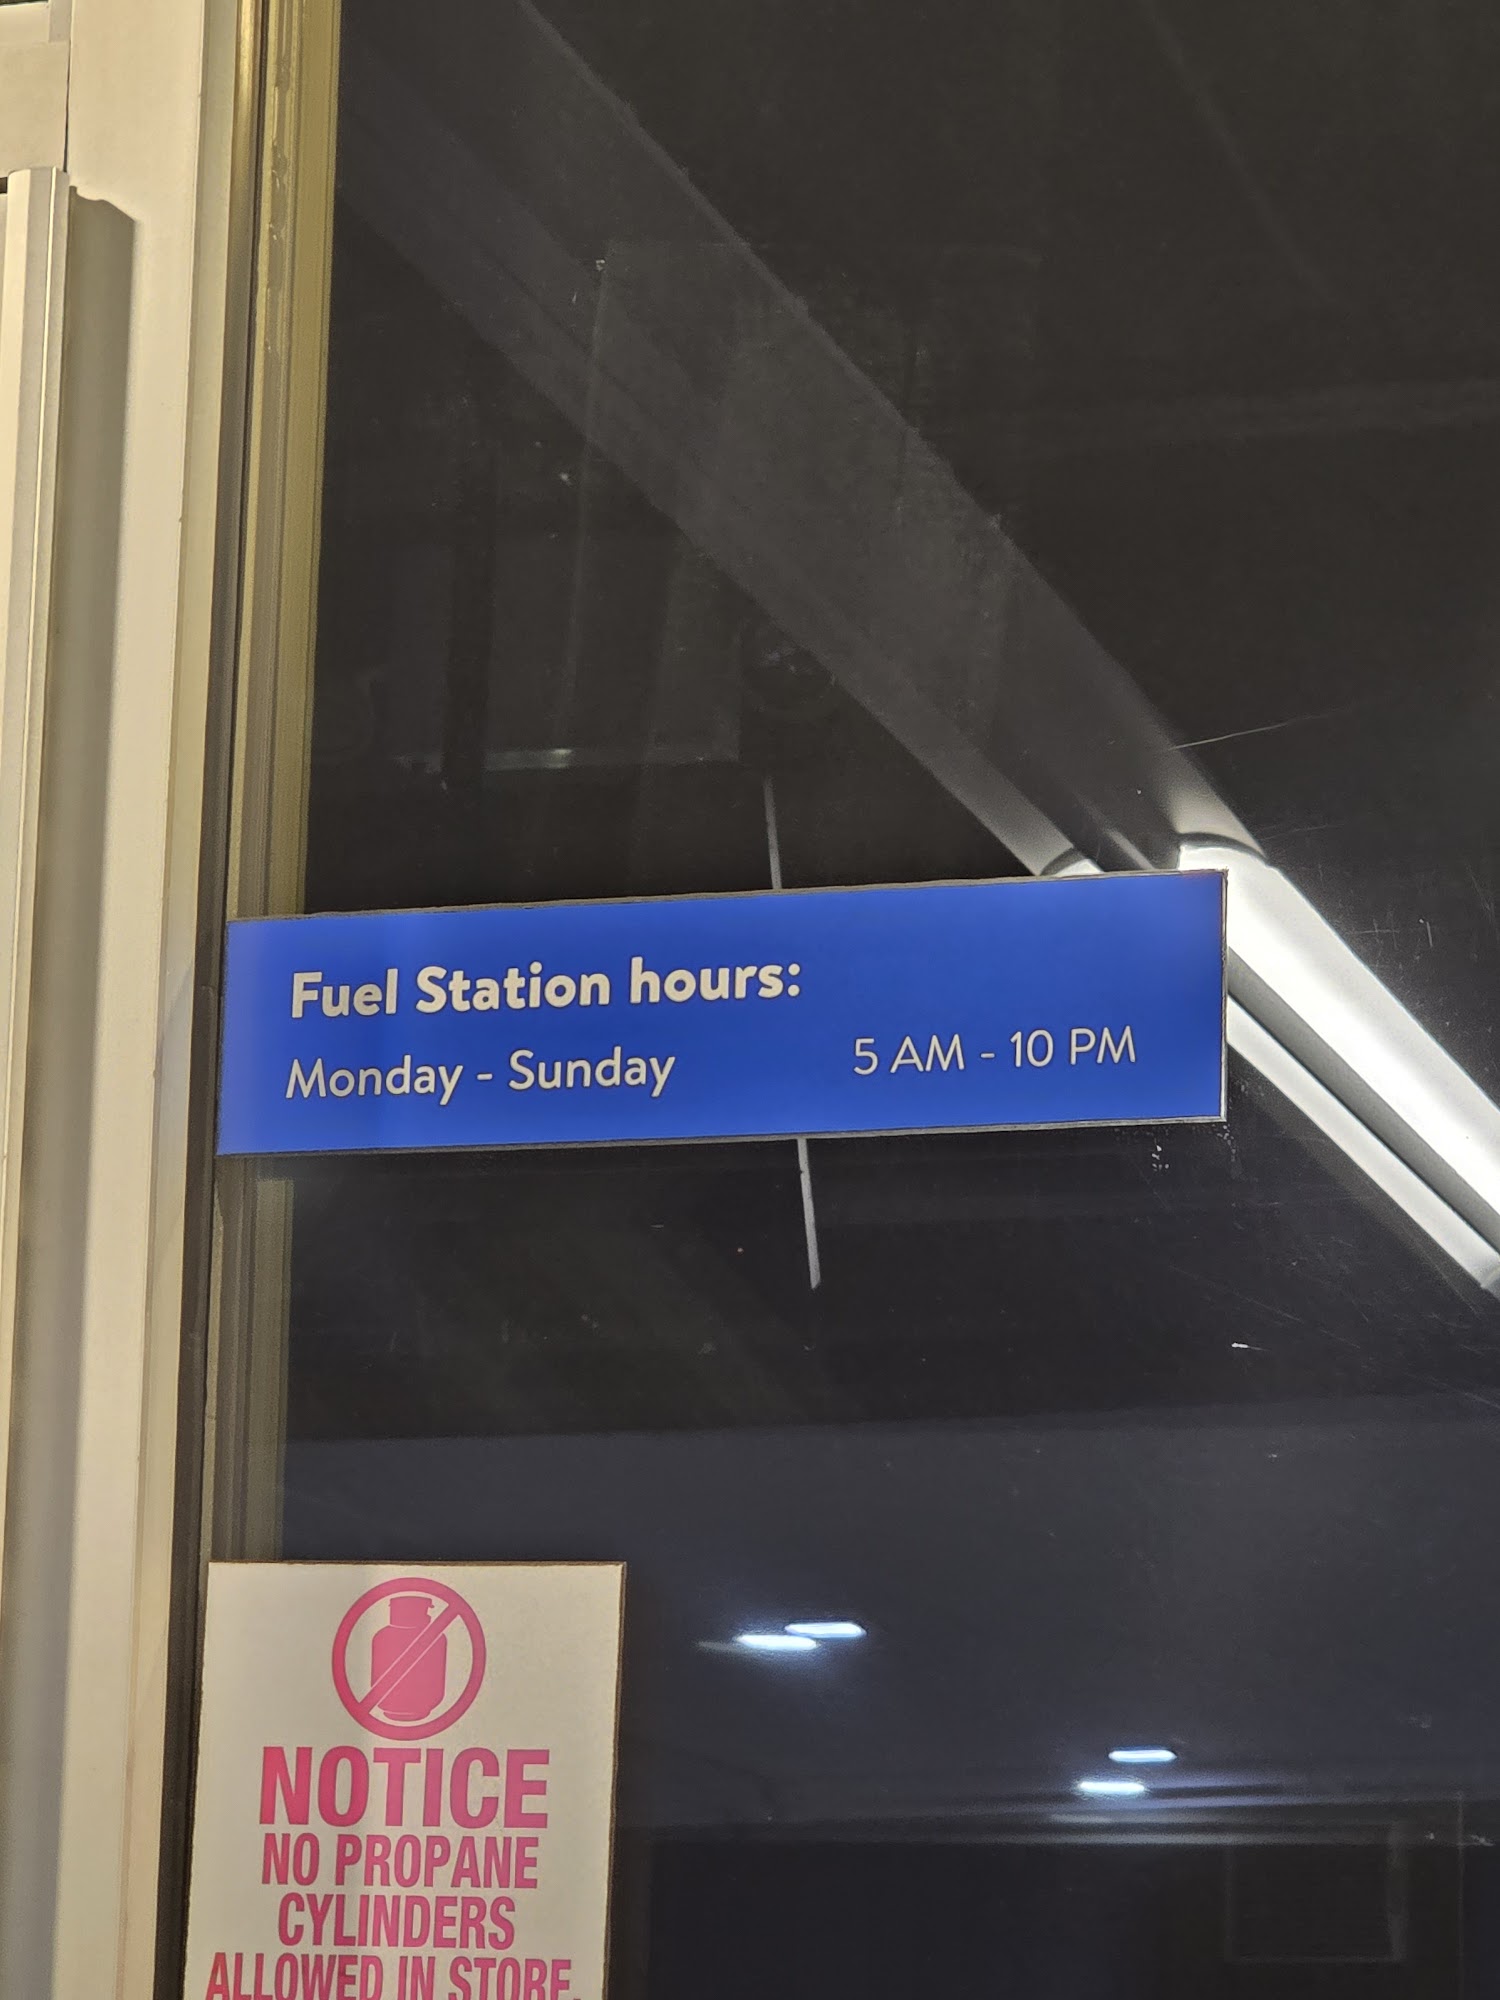 Fuel Station hours:
Monday - Sunday 5 AM - 10 PM
NOTICE
NO PROPANE
CYLINDERS
ALLOWED IN STORE.